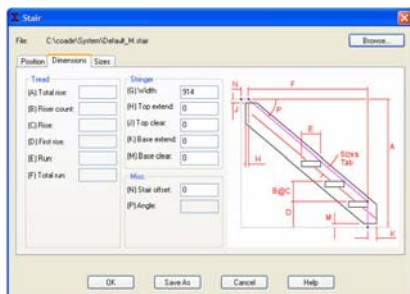 Stair
File: C:\coade\System\Default_M.stair Browse...
Position Dimensions Sizes
Tread
(A) Total rise:
(B) Riser count:
(C) Rise:
(D) First rise:
(E) Run:
(F) Total run:
Stringer
(G) Width: 914
(H) Top extend: 0
(J) Top clear: 0
(K) Base extend: 0
(M) Base clear: 0
Misc.
(N) Stair offset: 0
(P) Angle:
N
F
J
P
E
A
Sizes
Tab
H
B@C
D
M
K
OK Save As Cancel Help